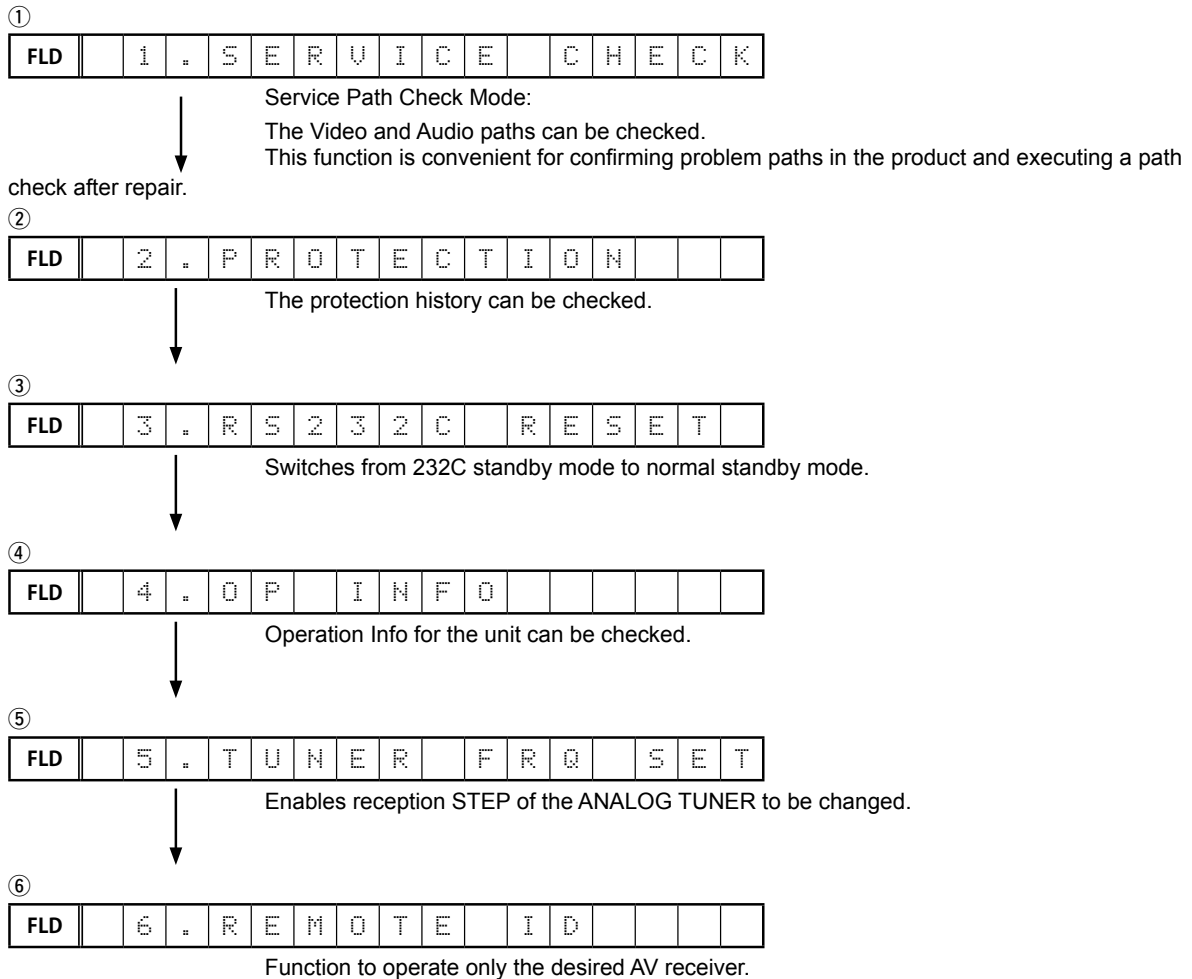 ①
FLD 1.SERVICE CHECK
Service Path Check Mode:
The Video and Audio paths can be checked.
This function is convenient for confirming problem paths in the product and executing a path
check after repair.
②
FLD 2.PROTECTION
The protection history can be checked.
③
FLD 3.RS232C RESET
Switches from 232C standby mode to normal standby mode.
④
FLD 4.OP INFO
Operation Info for the unit can be checked.
⑤
FLD 5.TUNER FRQ SET
Enables reception STEP of the ANALOG TUNER to be changed.
⑥
FLD 6.REMOTE ID
Function to operate only the desired AV receiver.